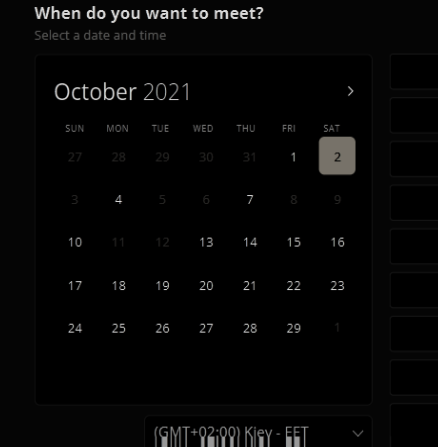 When do you want to meet?
Select a date and time
October 2021
SUN MON TUE WED THU FRI SAT
27 28 29 30 31 1 2
3 4 5 6 7 8 9
10 11 12 13 14 15 16
17 18 19 20 21 22 23
24 25 26 27 28 29 1
(GMT+02:00) Kiev - EET